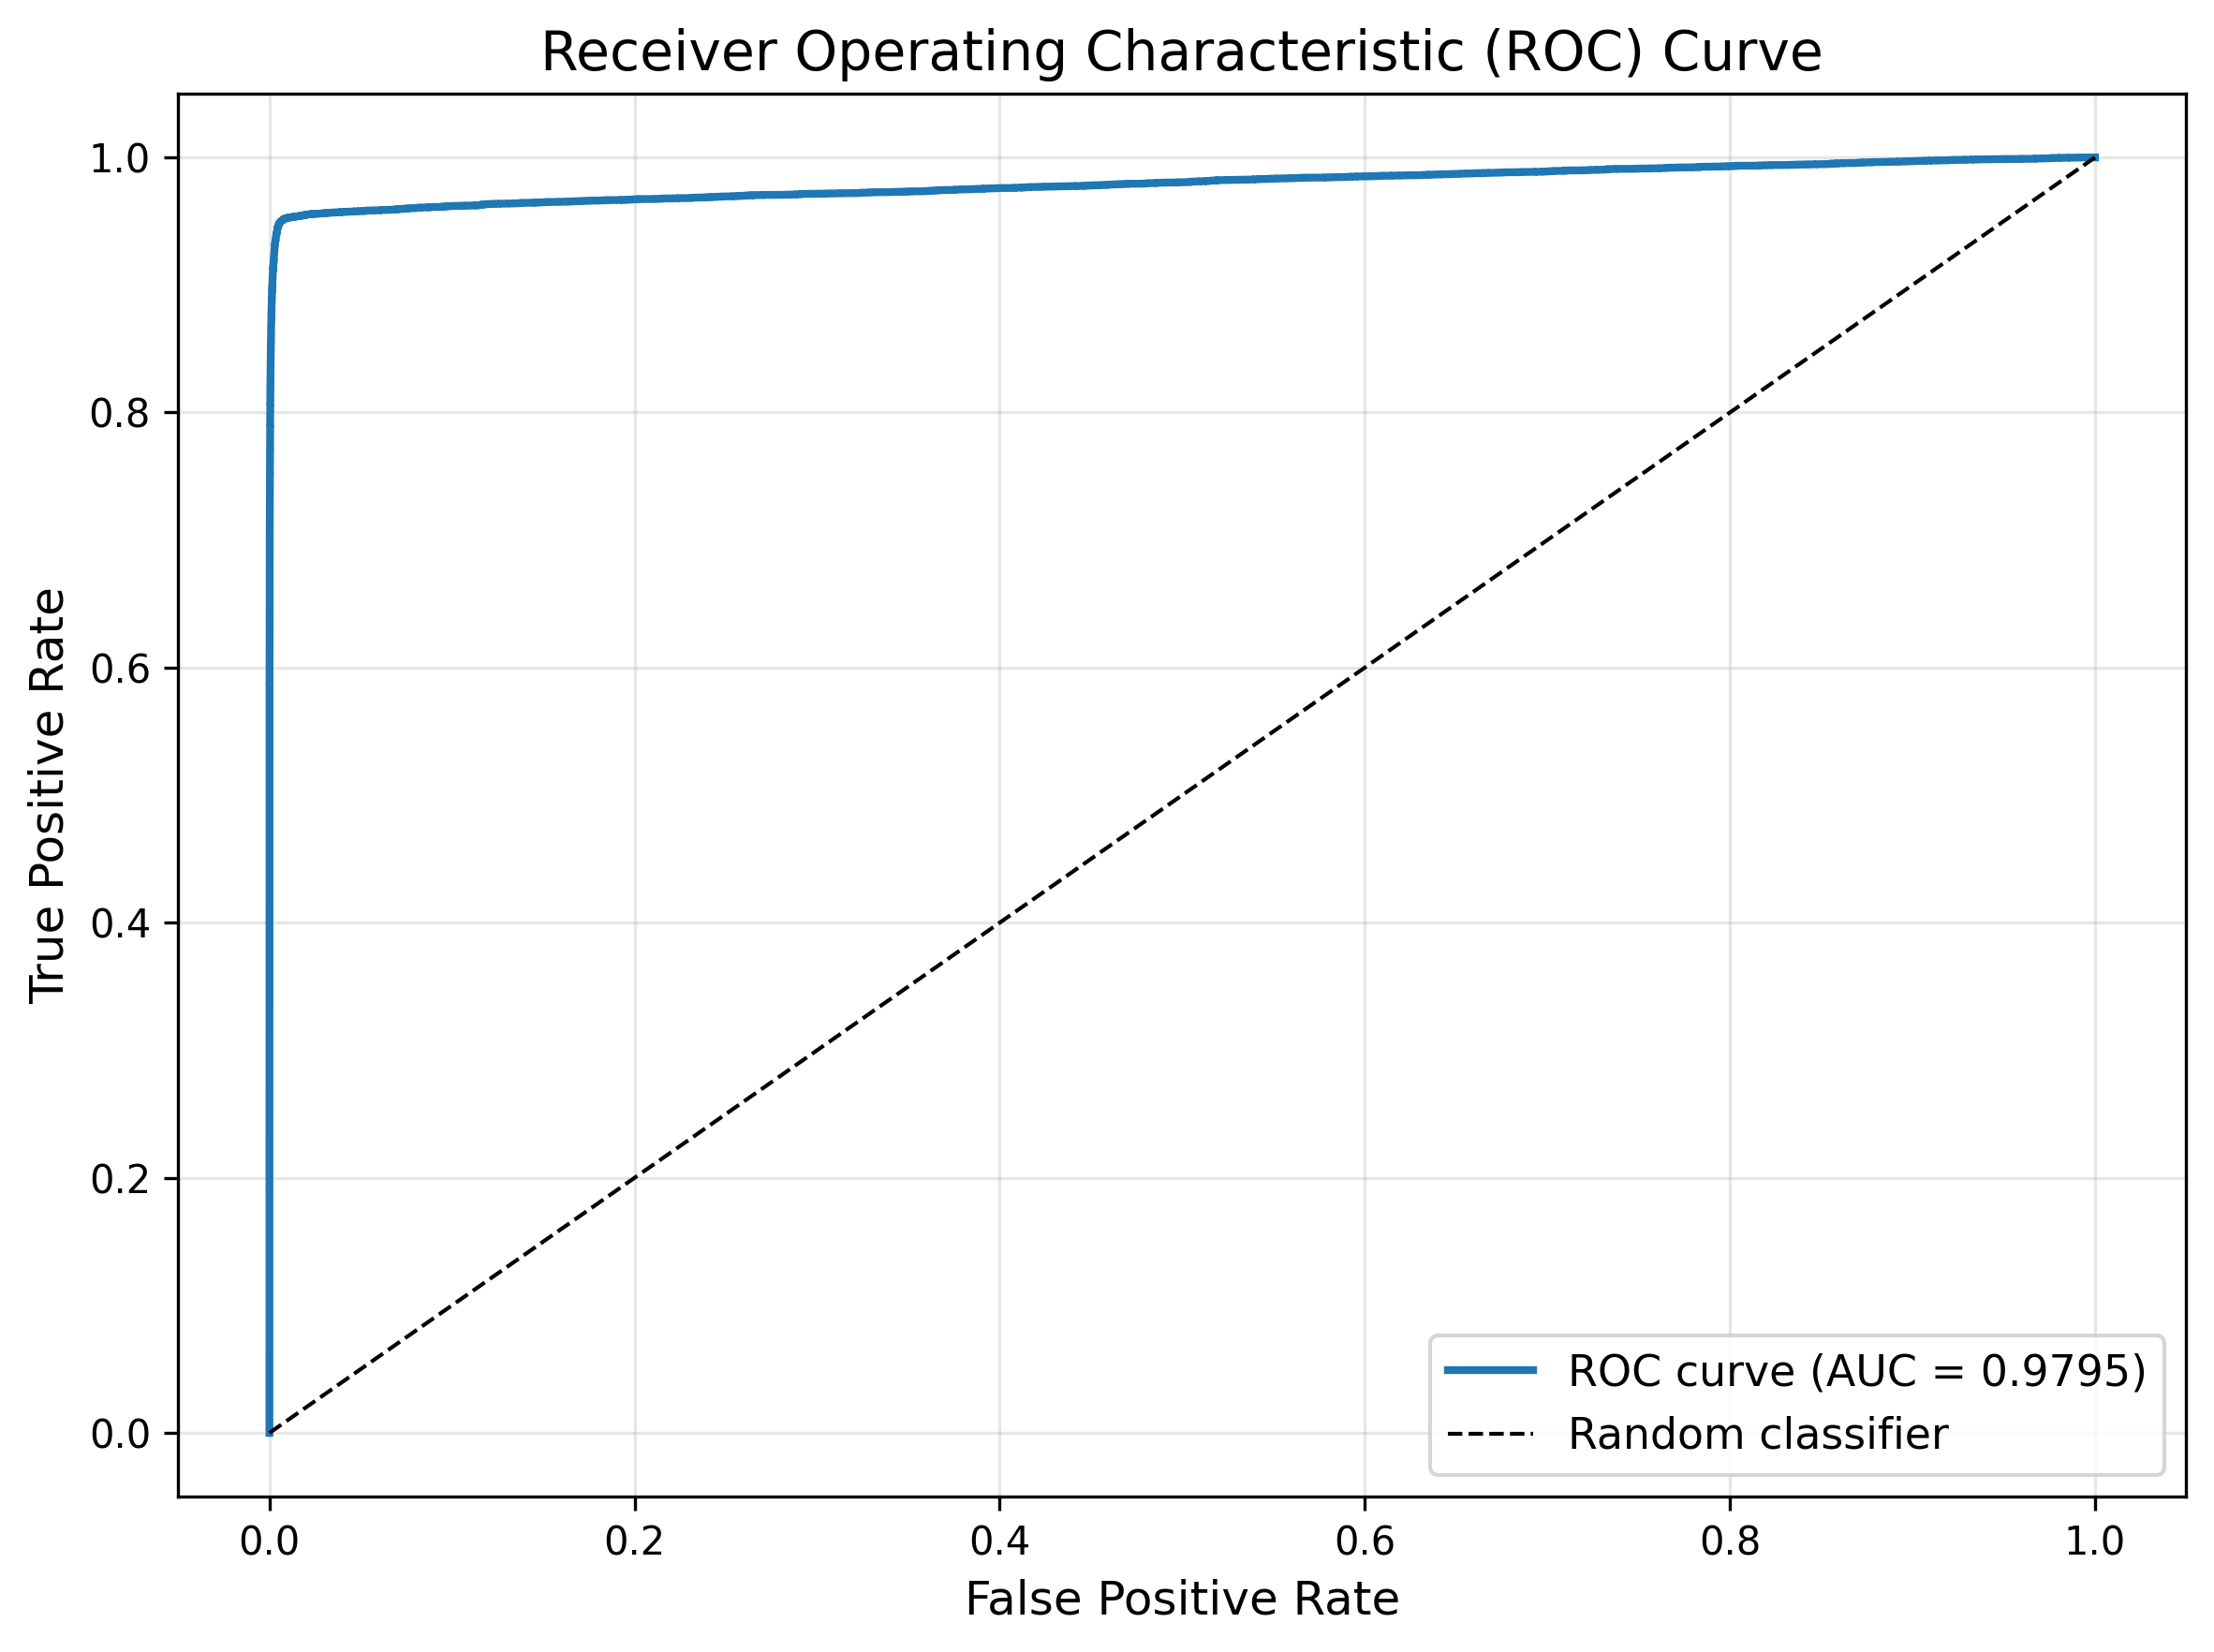 Receiver Operating Characteristic (ROC) Curve
True Positive Rate
1.0
0.8
0.6
0.4
0.2
0.0
ROC curve (AUC = 0.9795)
Random classifier
0.0 0.2 0.4 0.6 0.8 1.0
False Positive Rate